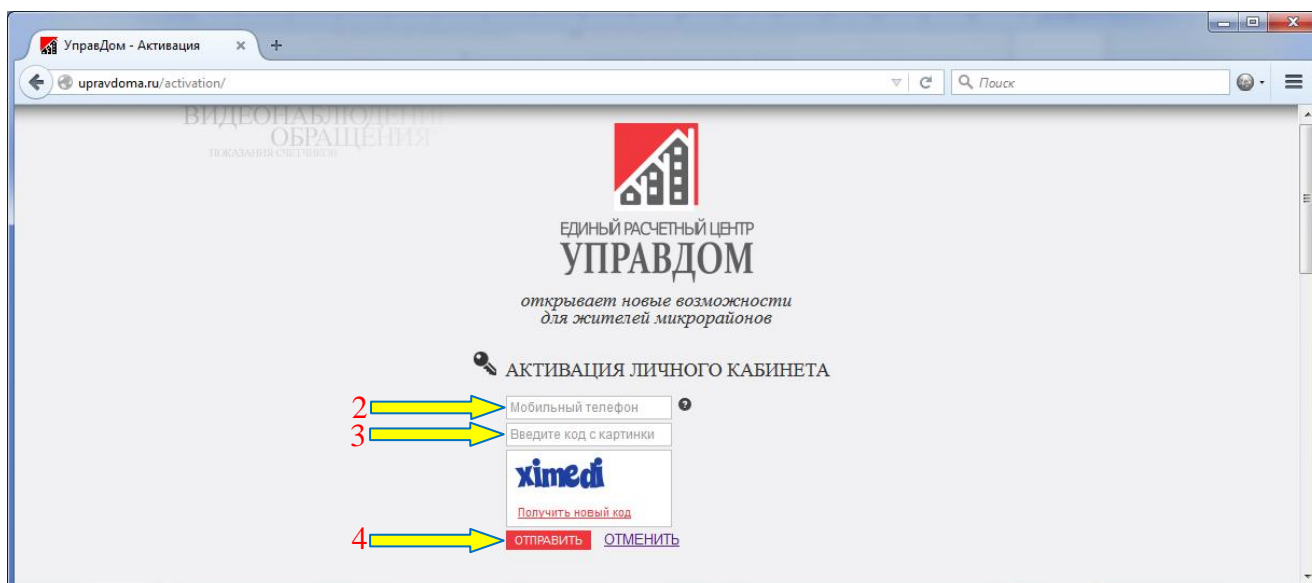 УправДом - Активация
upravdoma.ru/activation/
Поиск
ВИДЕОНАБЛЮДЕНИЕ
ОБРАЩЕНИЯ
ПОКАЗАНИЯ СЧЕТЧИКОВ
ЕДИНЫЙ РАСЧЕТНЫЙ ЦЕНТР
УПРАВДОМ
открывает новые возможности
для жителей микрорайонов
АКТИВАЦИЯ ЛИЧНОГО КАБИНЕТА
2 Мобильный телефон ?
3 Введите код с картинки
ximedi
Получить новый код
4 ОТПРАВИТЬ ОТМЕНИТЬ